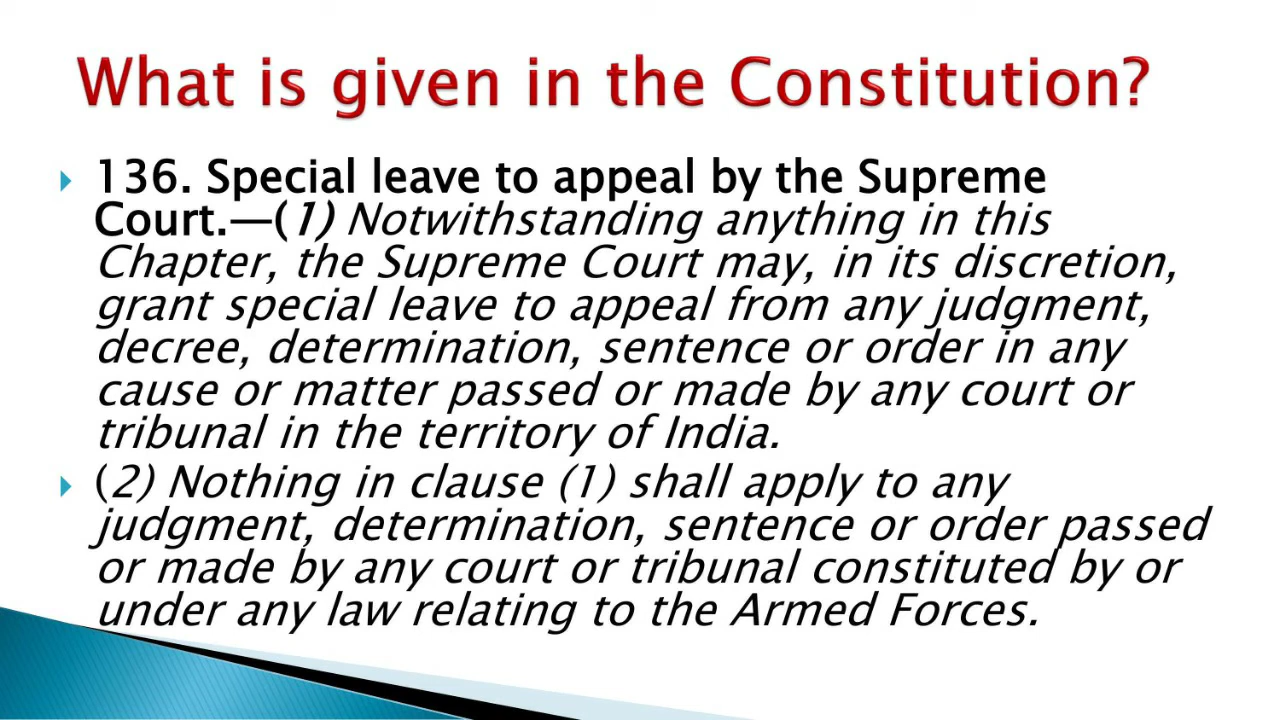 What is given in the Constitution?
136. Special leave to appeal by the Supreme
Court.—(1) Notwithstanding anything in this
Chapter, the Supreme Court may, in its discretion,
grant special leave to appeal from any judgment,
decree, determination, sentence or order in any
cause or matter passed or made by any court or
tribunal in the territory of India.
(2) Nothing in clause (1) shall apply to any
judgment, determination, sentence or order passed
or made by any court or tribunal constituted by or
under any law relating to the Armed Forces.